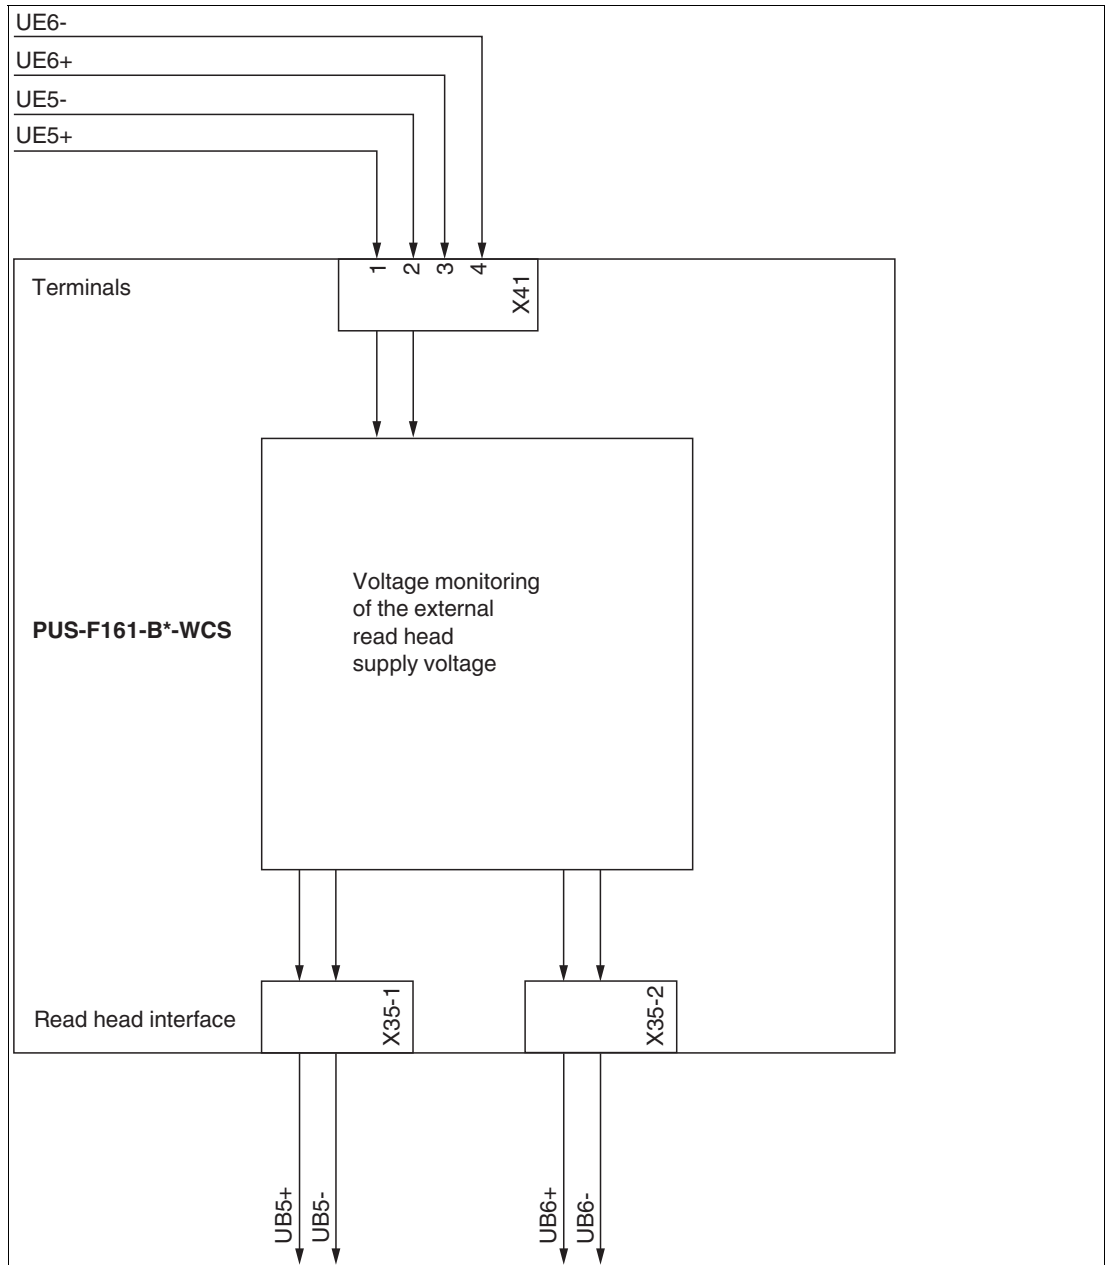 UE6-
UE6+
UE5-
UE5+
1
2
3
4
X41
Terminals
Voltage monitoring
of the external
read head
supply voltage
PUS-F161-B*-WCS
Read head interface
X35-1
X35-2
UB5+
UB5-
UB6+
UB6-